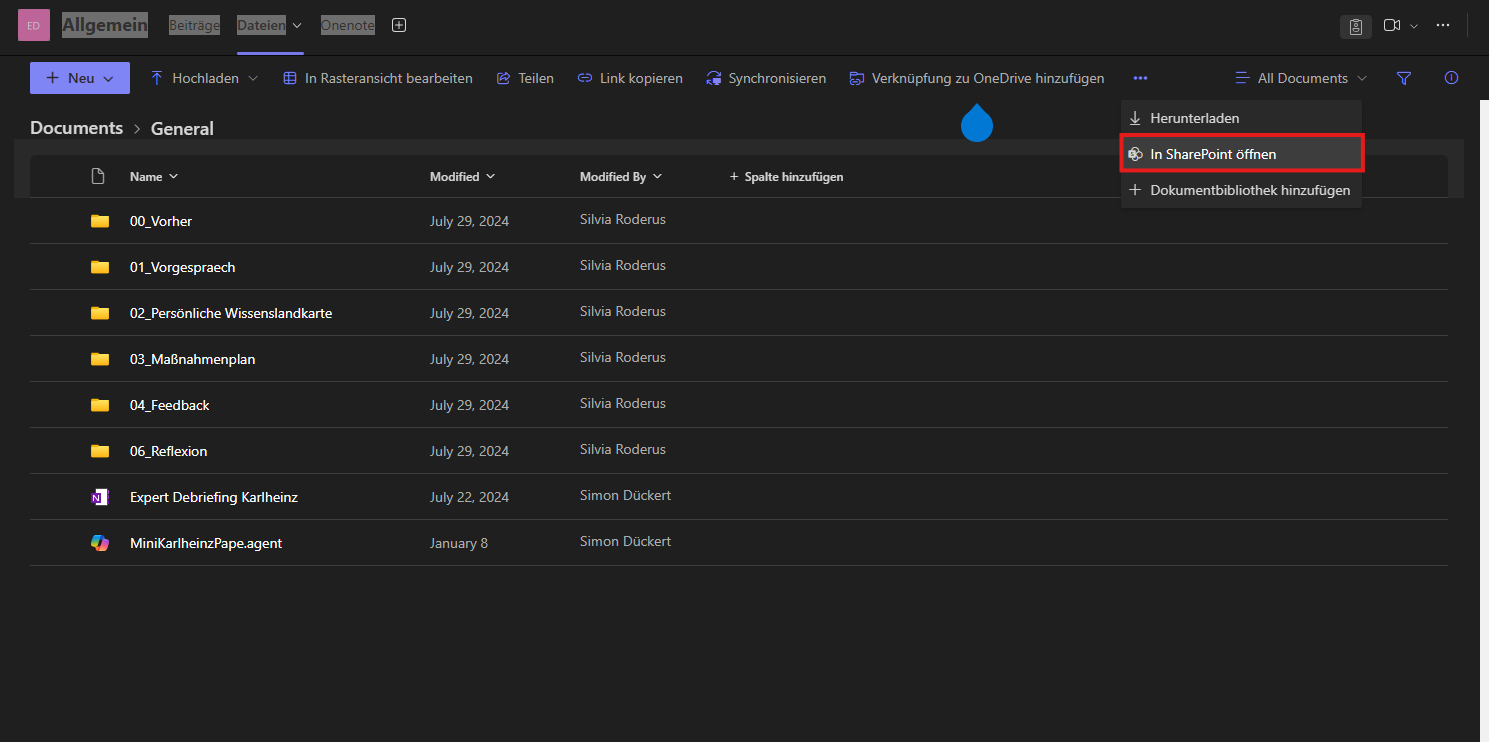 ED Allgemein Beiträge Dateien Onenote
Neu Hochladen In Rasteransicht bearbeiten Teilen Link kopieren Synchronisieren Verknüpfung zu OneDrive hinzufügen All Documents
Herunterladen
In SharePoint öffnen
Dokumentbibliothek hinzufügen
Documents > General
Name Modified Modified By + Spalte hinzufügen
00_Vorher July 29, 2024 Silvia Roderus
01_Vorgespraech July 29, 2024 Silvia Roderus
02_Persönliche Wissenslandkarte July 29, 2024 Silvia Roderus
03_Maßnahmenplan July 29, 2024 Silvia Roderus
04_Feedback July 29, 2024 Silvia Roderus
06_Reflexion July 29, 2024 Silvia Roderus
Expert Debriefing Karlheinz July 22, 2024 Simon Dückert
MiniKarlheinzPape.agent January 8 Simon Dückert